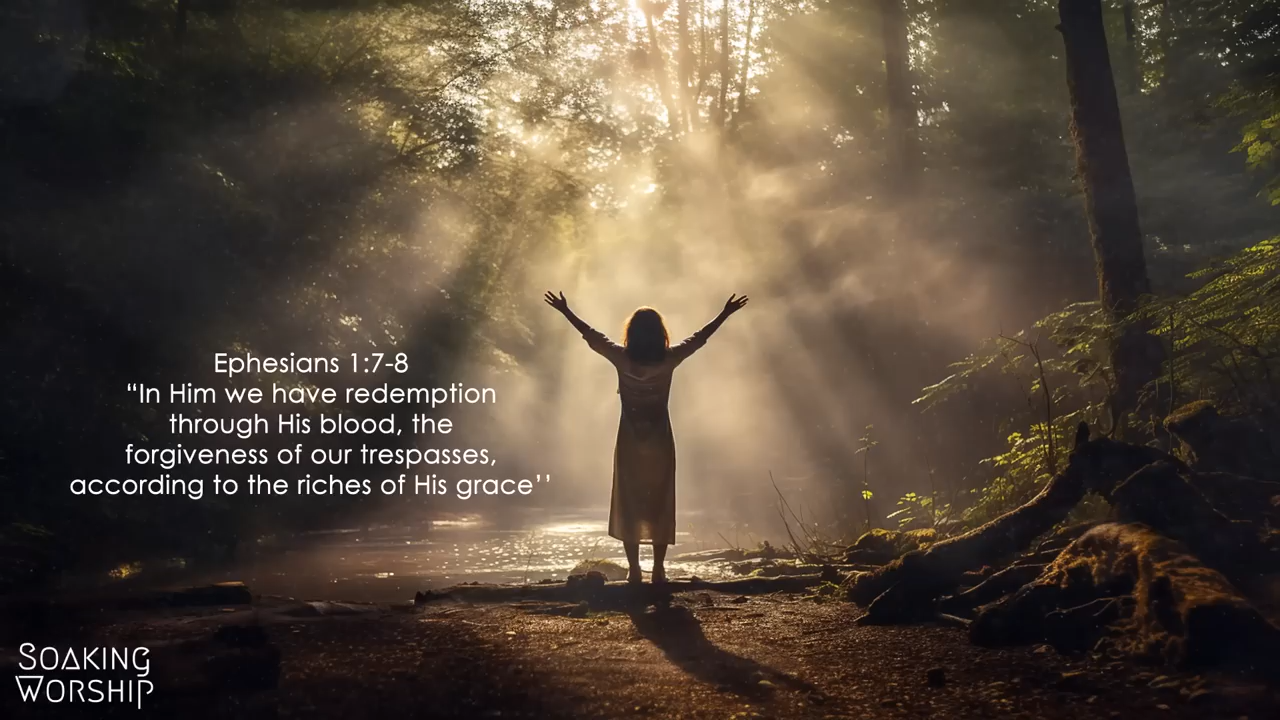 Ephesians 1:7-8
“In Him we have redemption
through His blood, the
forgiveness of our trespasses,
according to the riches of His grace’’
SOAKING
WORSHIP